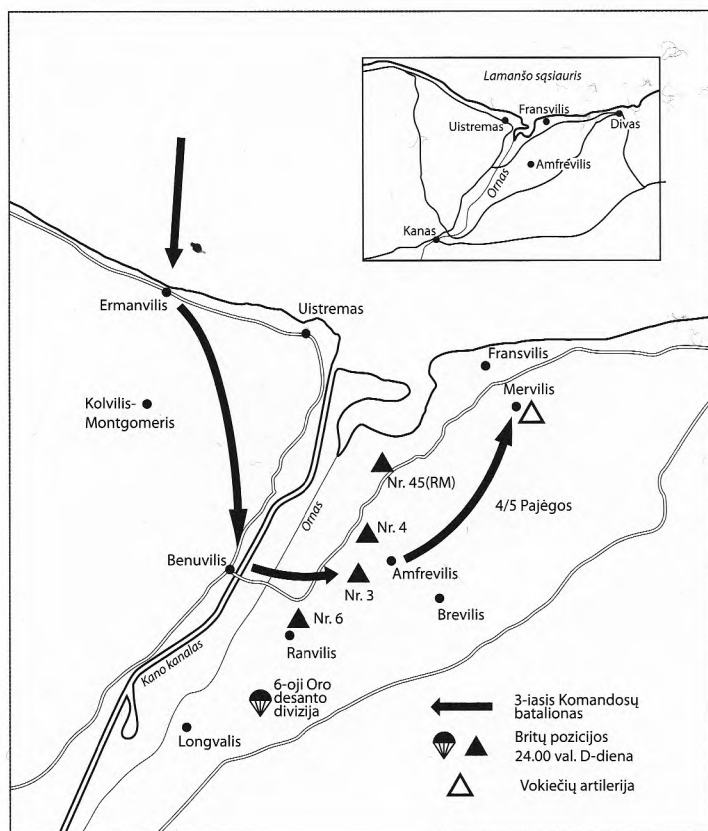 Lamanšo sąsiauris
Fransvilis
Uistremas
Divas
Amfrėvilis
Ornas
Kanas
Ermanvilis
Uistremas
Fransvilis
Kolvilis-
Montgomeris
Mervilis
Nr. 45(RM)
Ornas
Nr. 4
4/5 Pajėgos
Benuvilis
Amfrevilis
Nr. 3
Brevilis
Nr. 6
Ranvilis
Kano kanalas
6-oji Oro
desanto
divizija
Longvalis
3-iasis Komandosų
batalionas
Britų pozicijos
24.00 val. D-diena
Vokiečių artilerija